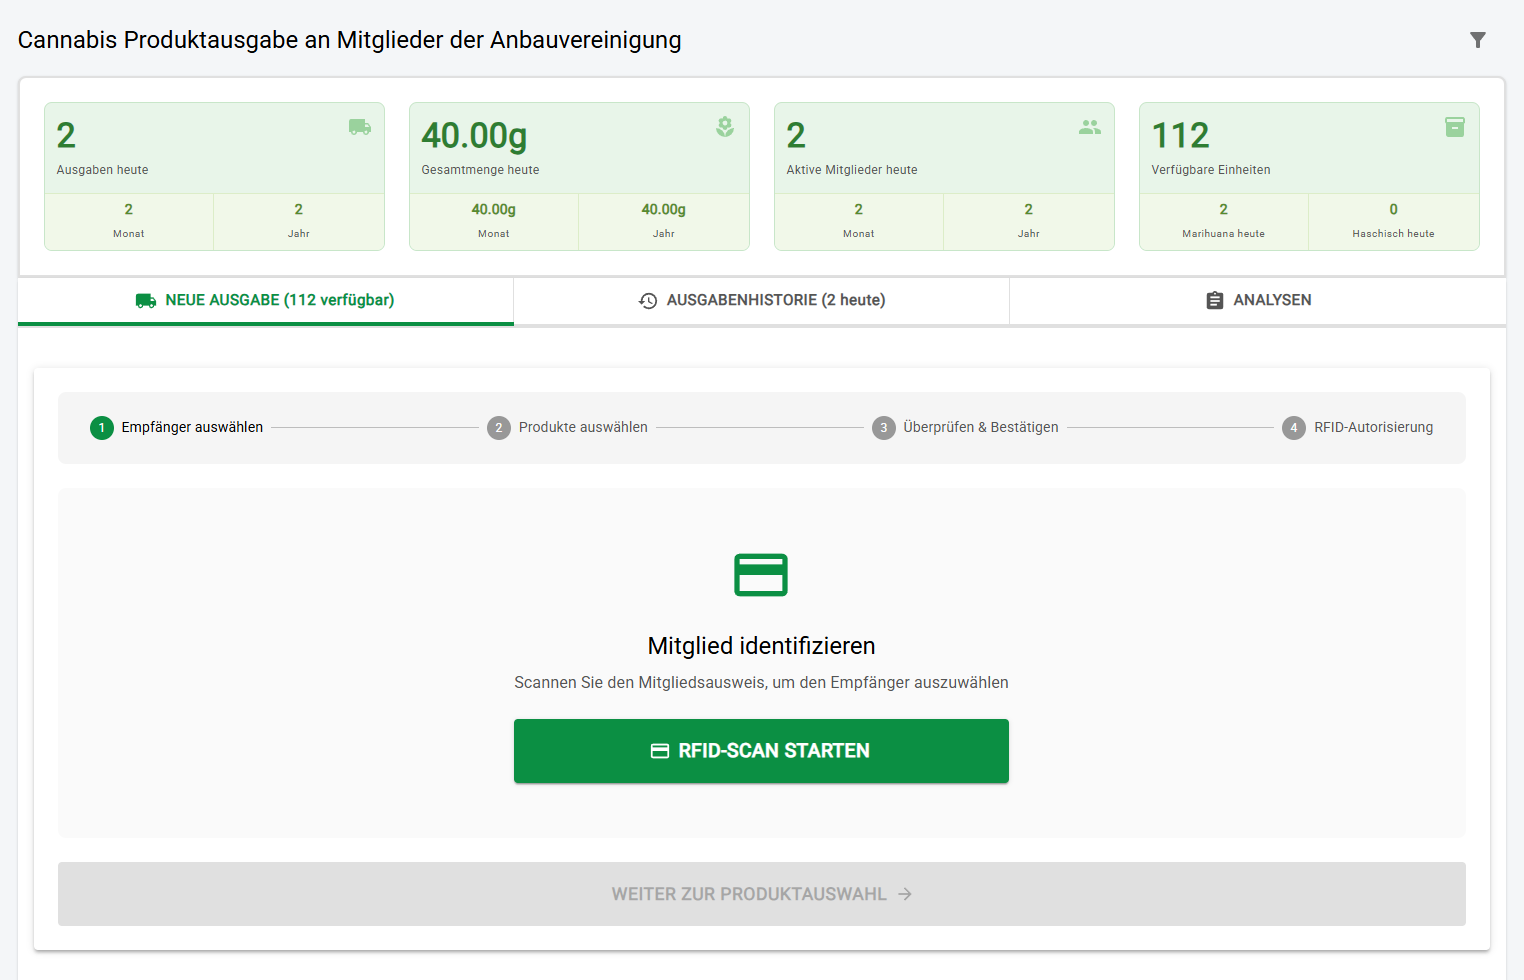 Cannabis Produktausgabe an Mitglieder der Anbauvereinigung
2
Ausgaben heute
2
Monat
2
Jahr
40.00g
Gesamtmenge heute
40.00g
Monat
40.00g
Jahr
2
Aktive Mitglieder heute
2
Monat
2
Jahr
112
Verfügbare Einheiten
2
Marihuana heute
0
Haschisch heute
NEUE AUSGABE (112 verfügbar)
AUSGABENHISTORIE (2 heute)
ANALYSEN
1 Empfänger auswählen
2 Produkte auswählen
3 Überprüfen & Bestätigen
4 RFID-Autorisierung
Mitglied identifizieren
Scannen Sie den Mitgliedsausweis, um den Empfänger auszuwählen
RFID-SCAN STARTEN
WEITER ZUR PRODUKTAUSWAHL →